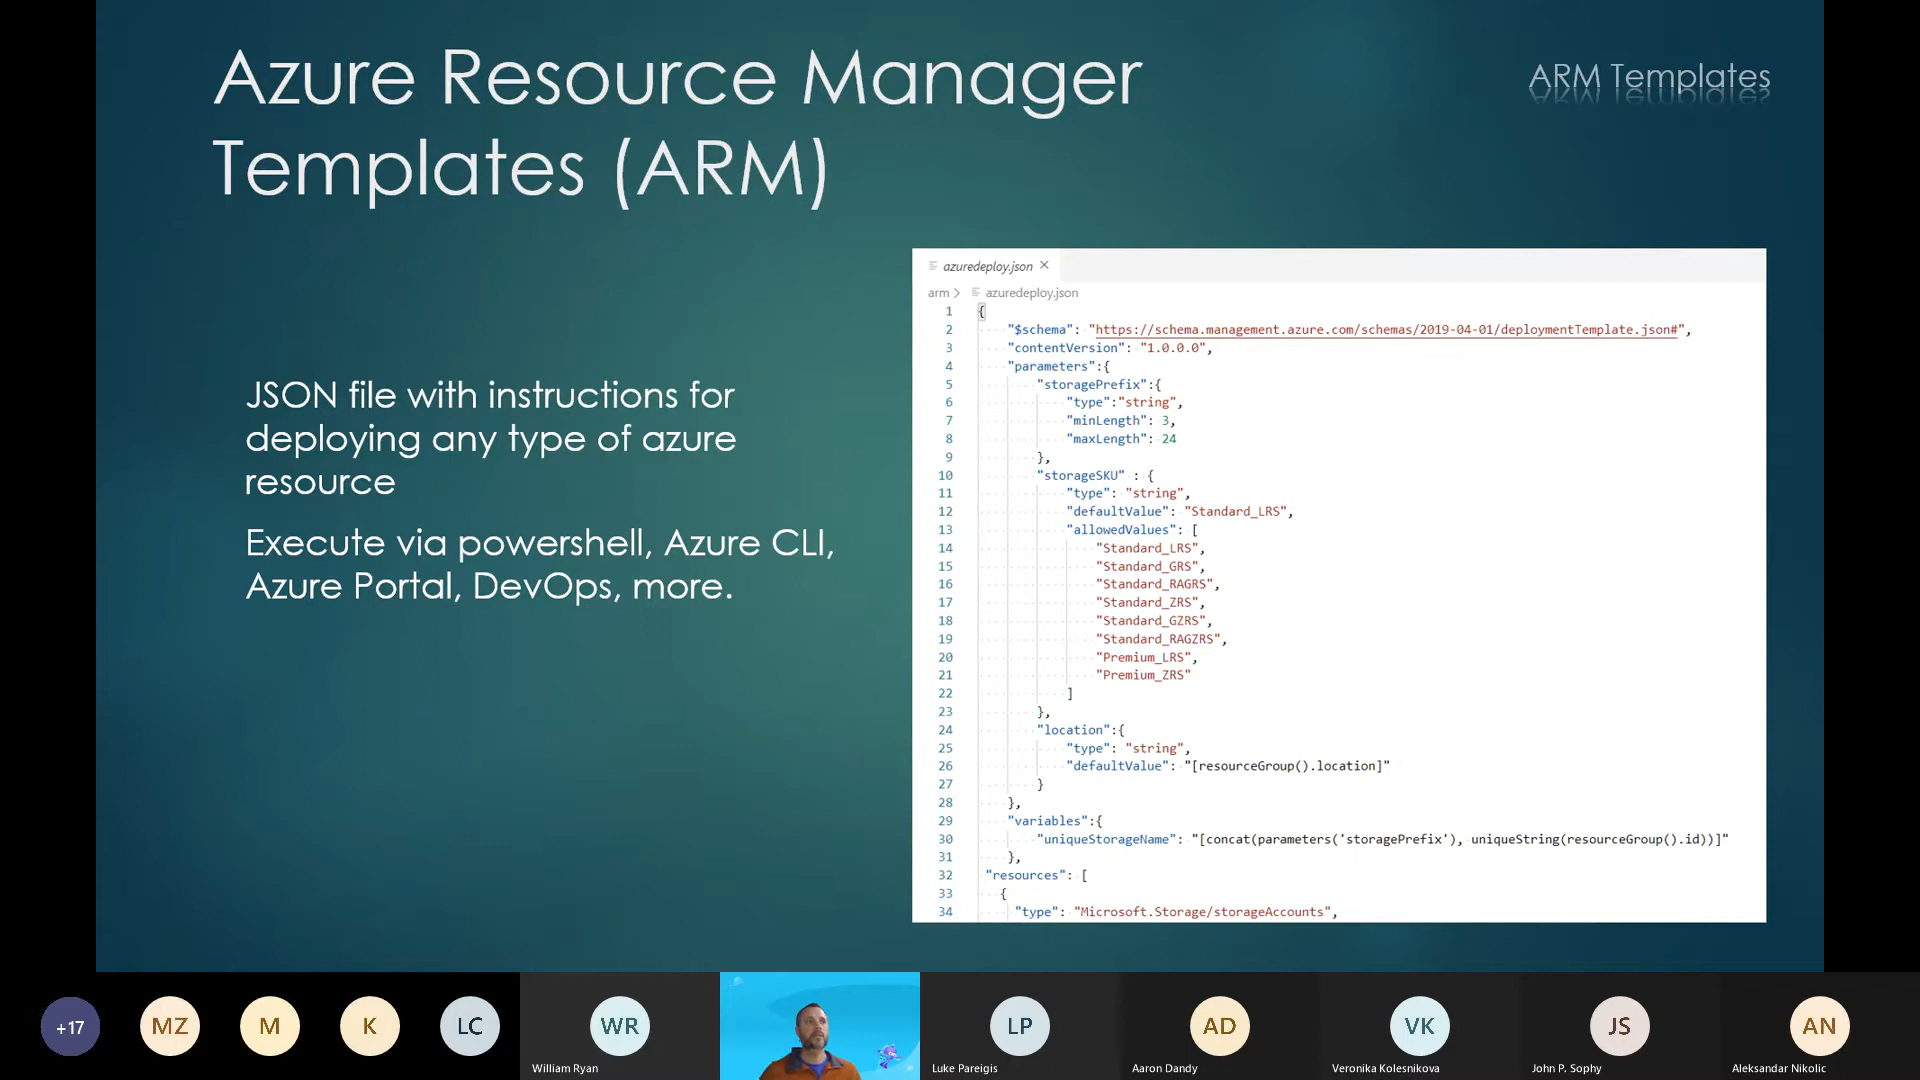 Azure Resource Manager
Templates (ARM)
ARM Templates
JSON file with instructions for
deploying any type of azure
resource
Execute via powershell, Azure CLI,
Azure Portal, DevOps, more.
azuredeploy.json ×
arm > azuredeploy.json
1 {
2 "$schema": "https://schema.management.azure.com/schemas/2019-04-01/deploymentTemplate.json#",
3 "contentVersion": "1.0.0.0",
4 "parameters":{
5 "storagePrefix":{
6 "type":"string",
7 "minLength": 3,
8 "maxLength": 24
9 },
10 "storageSKU" : {
11 "type": "string",
12 "defaultValue": "Standard_LRS",
13 "allowedValues": [
14 "Standard_LRS",
15 "Standard_GRS",
16 "Standard_RAGRS",
17 "Standard_ZRS",
18 "Standard_GZRS",
19 "Standard_RAGZRS",
20 "Premium_LRS",
21 "Premium_ZRS"
22 ]
23 },
24 "location":{
25 "type": "string",
26 "defaultValue": "[resourceGroup().location]"
27 }
28 },
29 "variables":{
30 "uniqueStorageName": "[concat(parameters('storagePrefix'), uniqueString(resourceGroup().id))]"
31 },
32 "resources": [
33 {
34 "type": "Microsoft.Storage/storageAccounts",
+17 MZ M K LC WR LP AD VK JS AN
William Ryan Luke Pareigis Aaron Dandy Veronika Kolesnikova John P. Sophy Aleksandar Nikolic